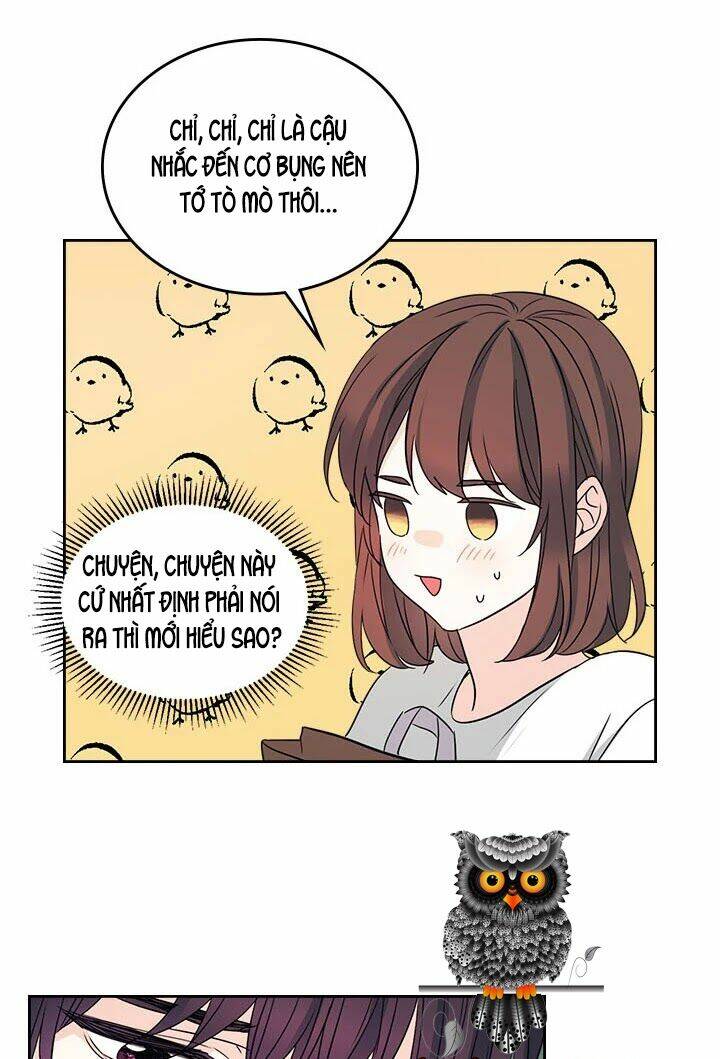 CHỈ, CHỈ, CHỈ LÀ CẬU
NHẮC ĐẾN CƠ BỤNG NÊN
TỚ TÒ MÒ THÔI...
CHUYỆN, CHUYỆN NÀY
CỨ NHẤT ĐỊNH PHẢI NÓI
RA THÌ MỚI HIỂU SAO?